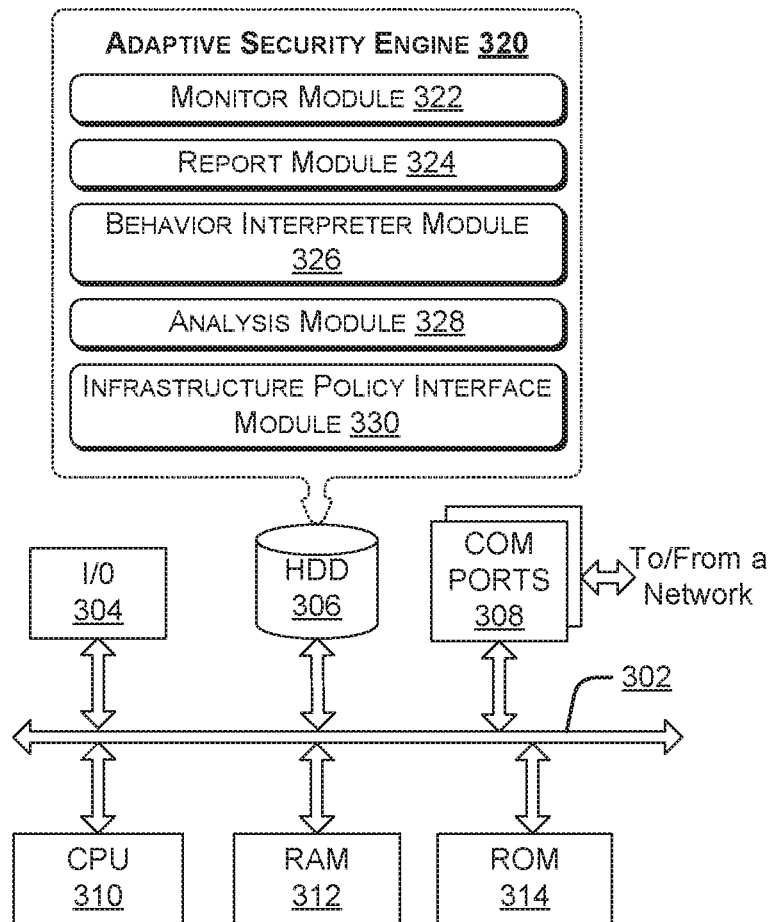 ADAPTIVE SECURITY ENGINE 320
MONITOR MODULE 322
REPORT MODULE 324
BEHAVIOR INTERPRETER MODULE
326
ANALYSIS MODULE 328
INFRASTRUCTURE POLICY INTERFACE
MODULE 330
I/0
304
HDD
306
COM
PORTS
308
To/From a
Network
302
CPU
310
RAM
312
ROM
314